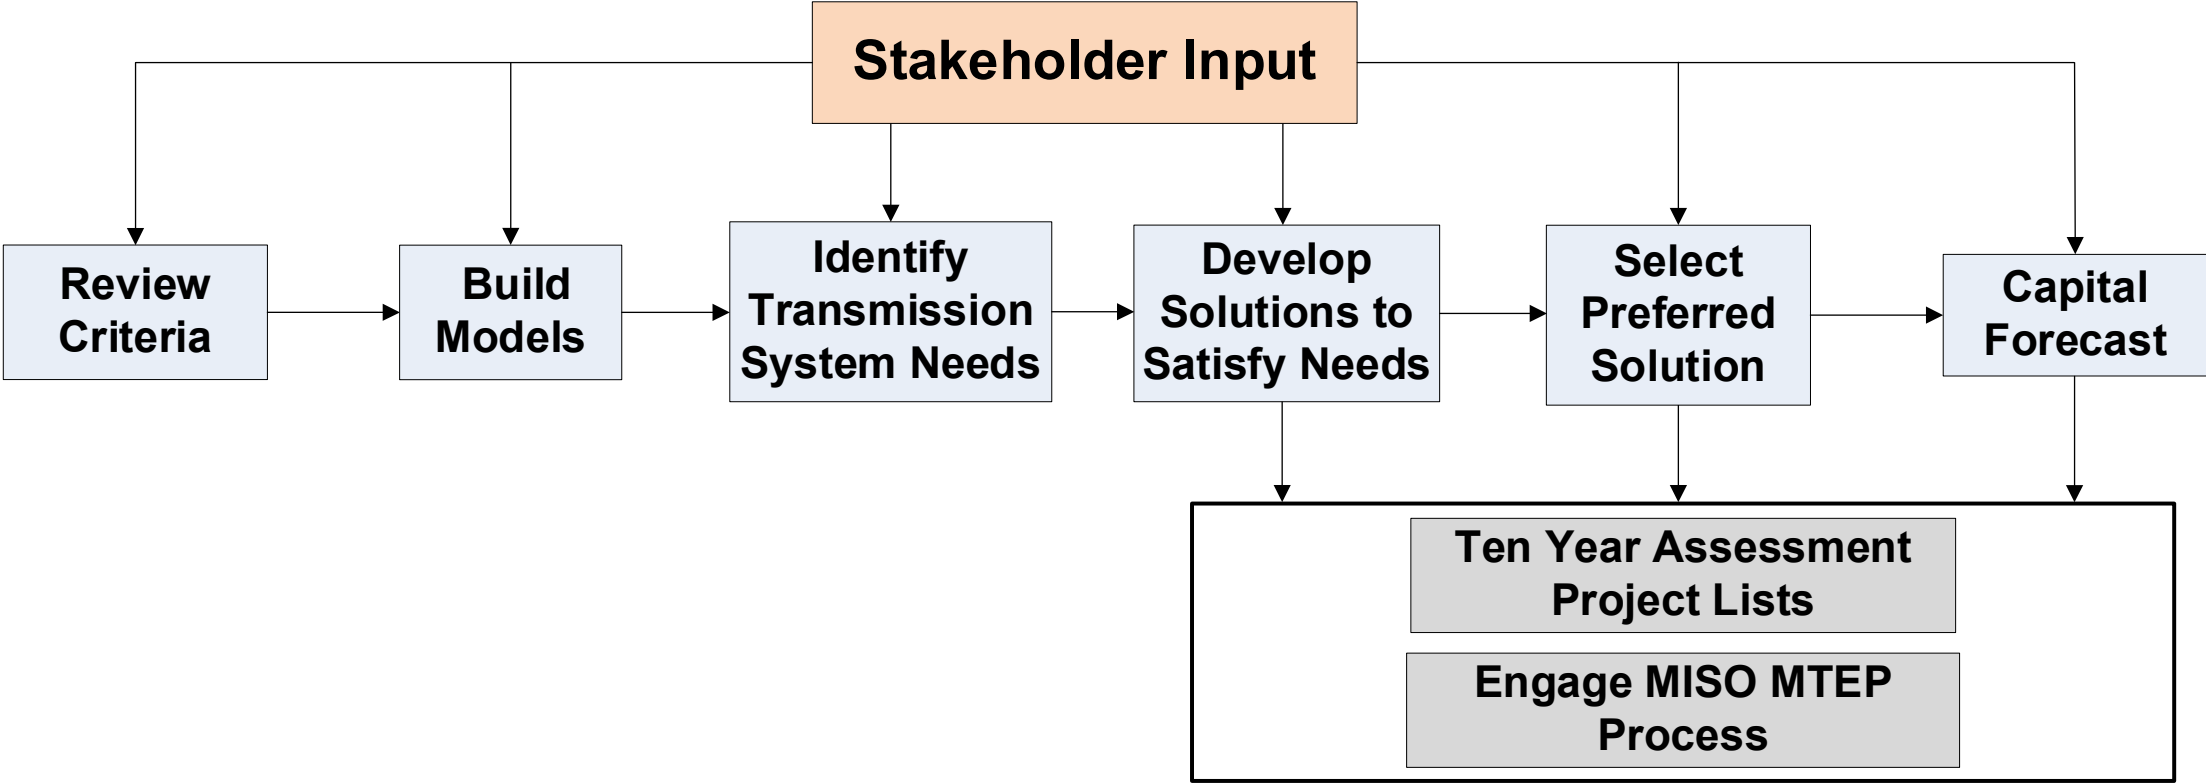 Stakeholder Input
Review
Criteria
Build
Models
Identify
Transmission
System Needs
Develop
Solutions to
Satisfy Needs
Select
Preferred
Solution
Capital
Forecast
Ten Year Assessment
Project Lists
Engage MISO MTEP
Process